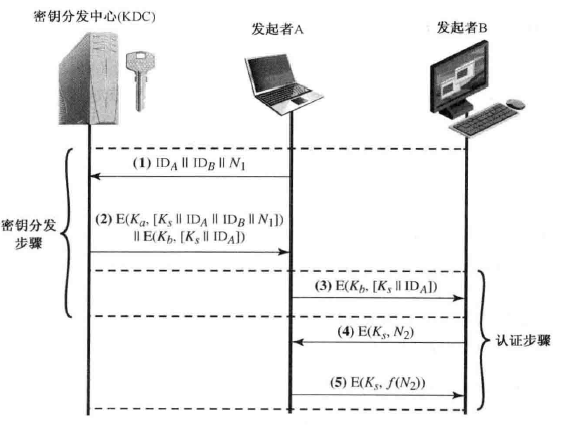 密钥分发中心(KDC)
发起者A
发起者B
(1) ID_A || ID_B || N_1
密钥分发
步骤
(2) E(K_a, [K_s || ID_A || ID_B || N_1])
|| E(K_b, [K_s || ID_A])
(3) E(K_b, [K_s || ID_A])
(4) E(K_s, N_2)
认证步骤
(5) E(K_s, f(N_2))